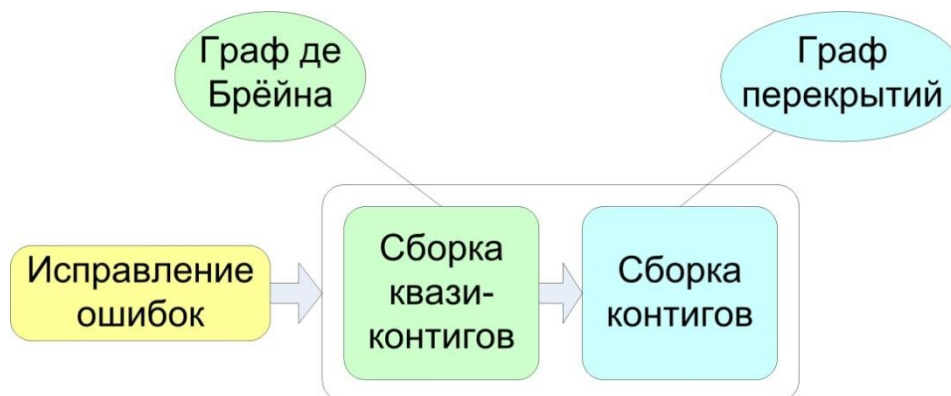 Граф де
Брёйна
Граф
перекрытий
Исправление
ошибок
Сборка
квази-
контигов
Сборка
контигов